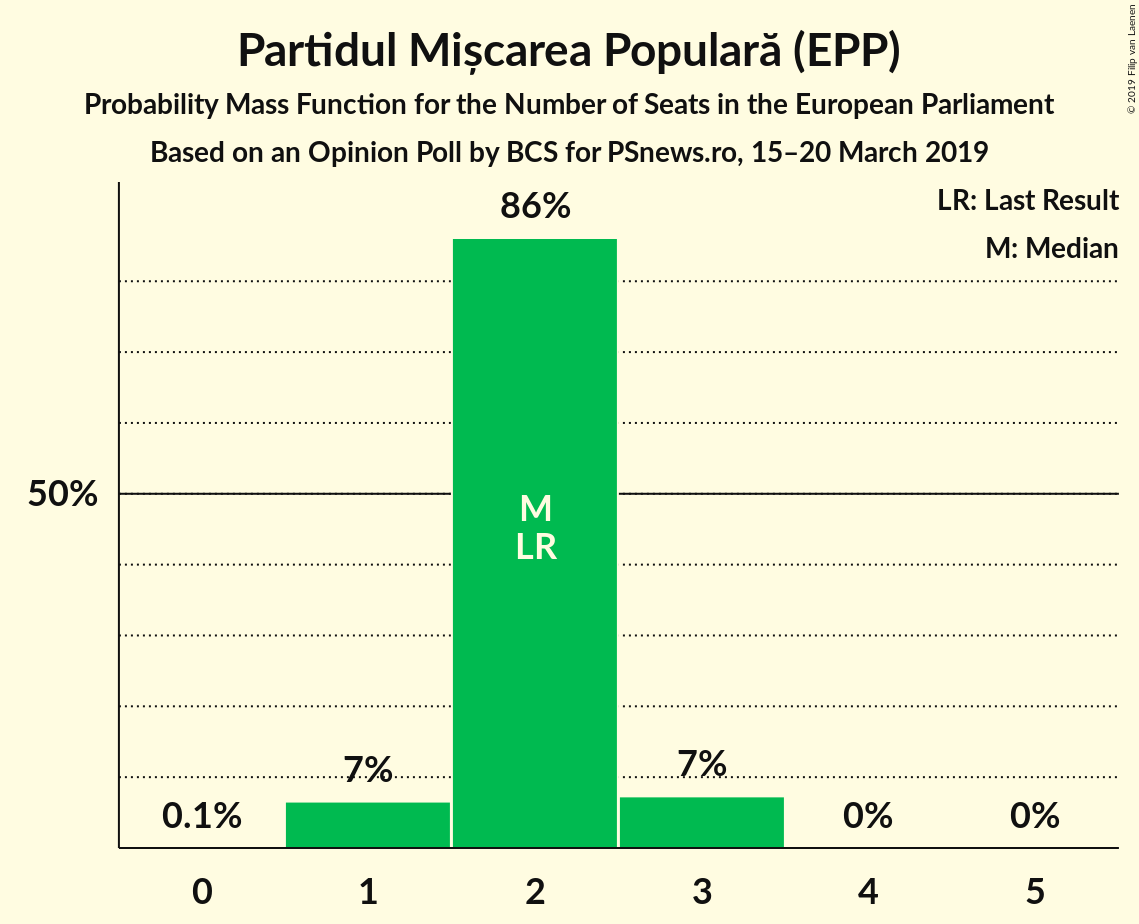 Partidul Mișcarea Populară (EPP)
Probability Mass Function for the Number of Seats in the European Parliament
Based on an Opinion Poll by BCS for PSnews.ro, 15–20 March 2019
© 2019 Filip van Laenen
LR: Last Result
M: Median
86%
50%
M
LR
7%
7%
0.1%
0%
0%
0
1
2
3
4
5